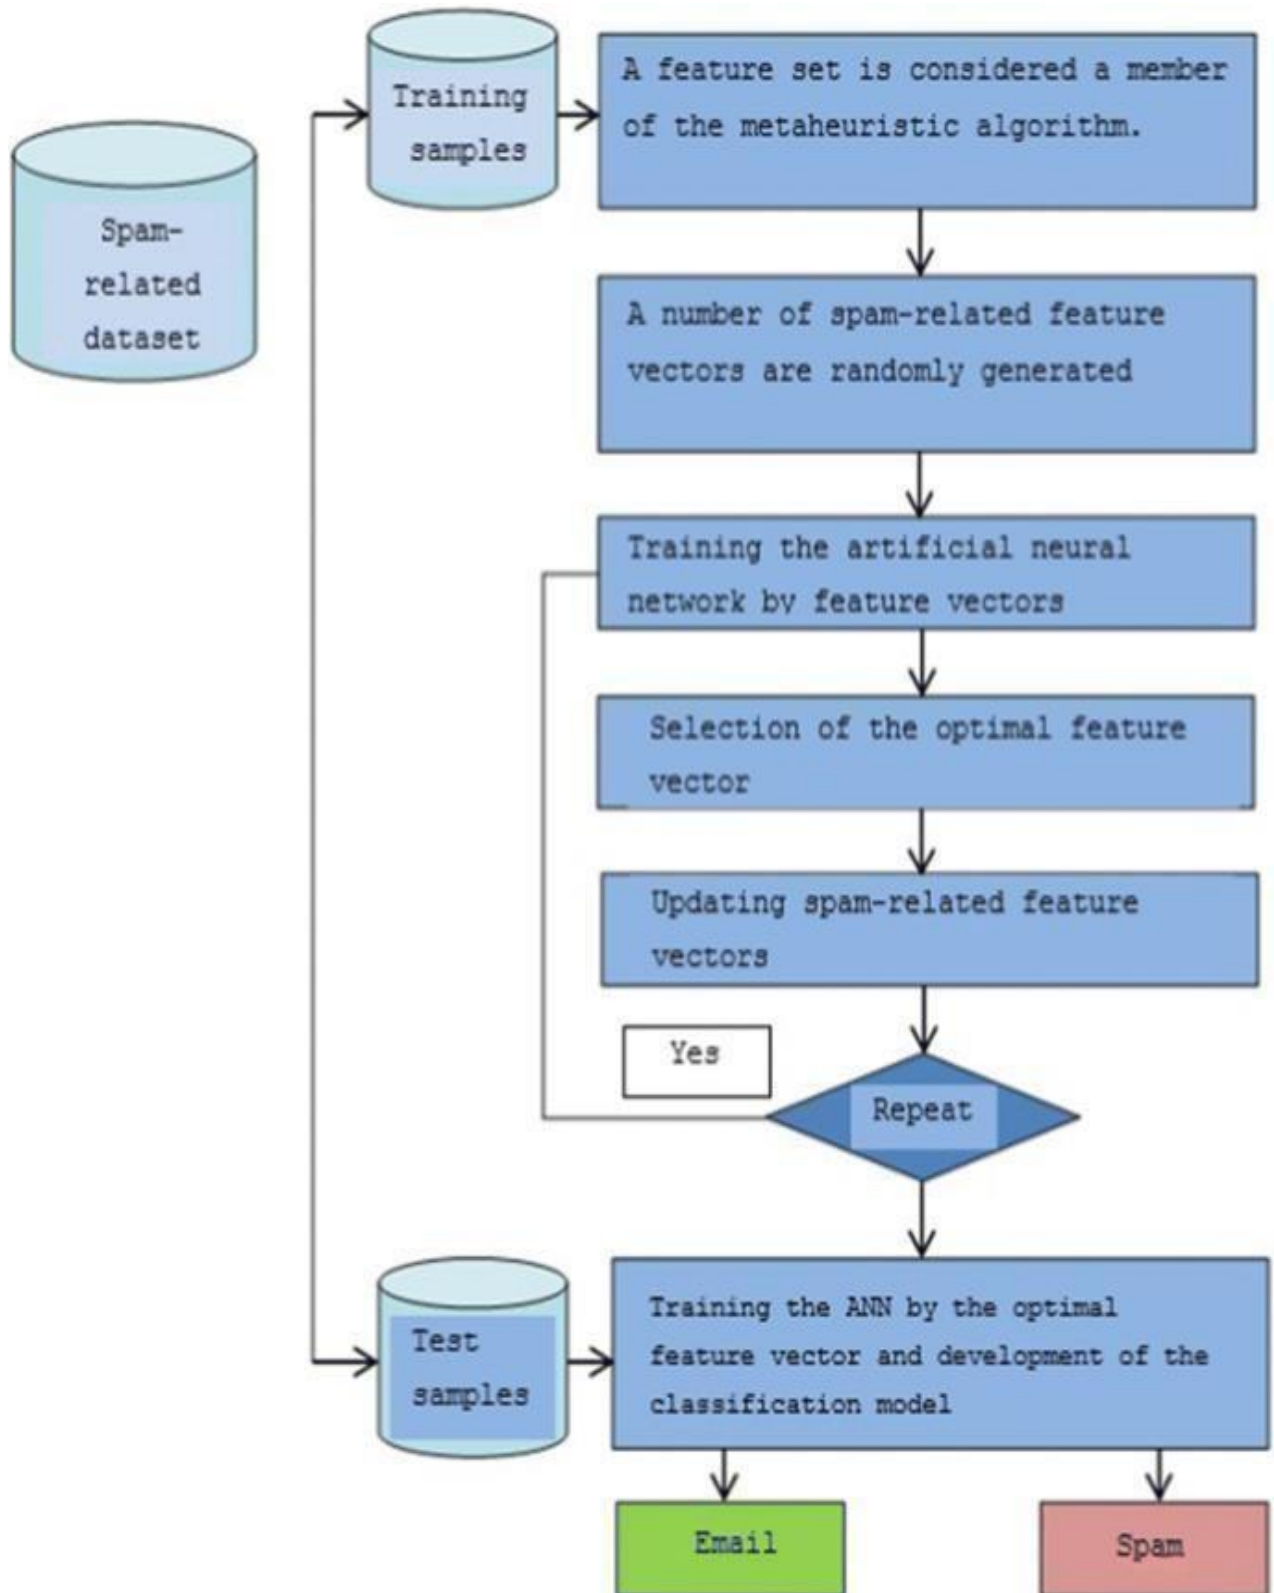 Spam-
related
dataset
Training
samples
A feature set is considered a member
of the metaheuristic algorithm.
A number of spam-related feature
vectors are randomly generated
Training the artificial neural
network by feature vectors
Selection of the optimal feature
vector
Updating spam-related feature
vectors
Yes
Repeat
Test
samples
Training the ANN by the optimal
feature vector and development of the
classification model
Email
Spam